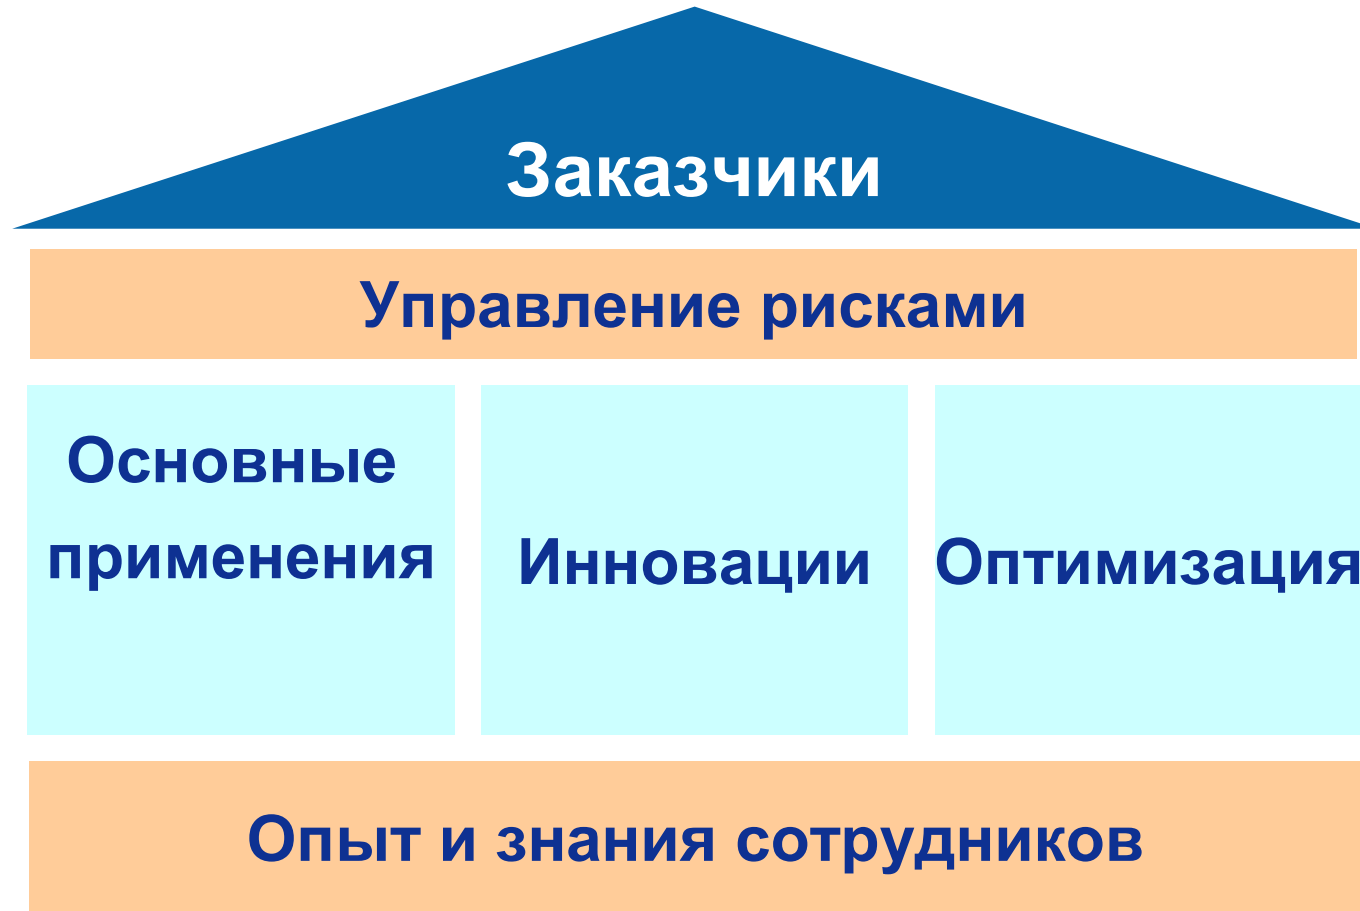 Заказчики
Управление рисками
Основные
применения
Инновации
Оптимизация
Опыт и знания сотрудников